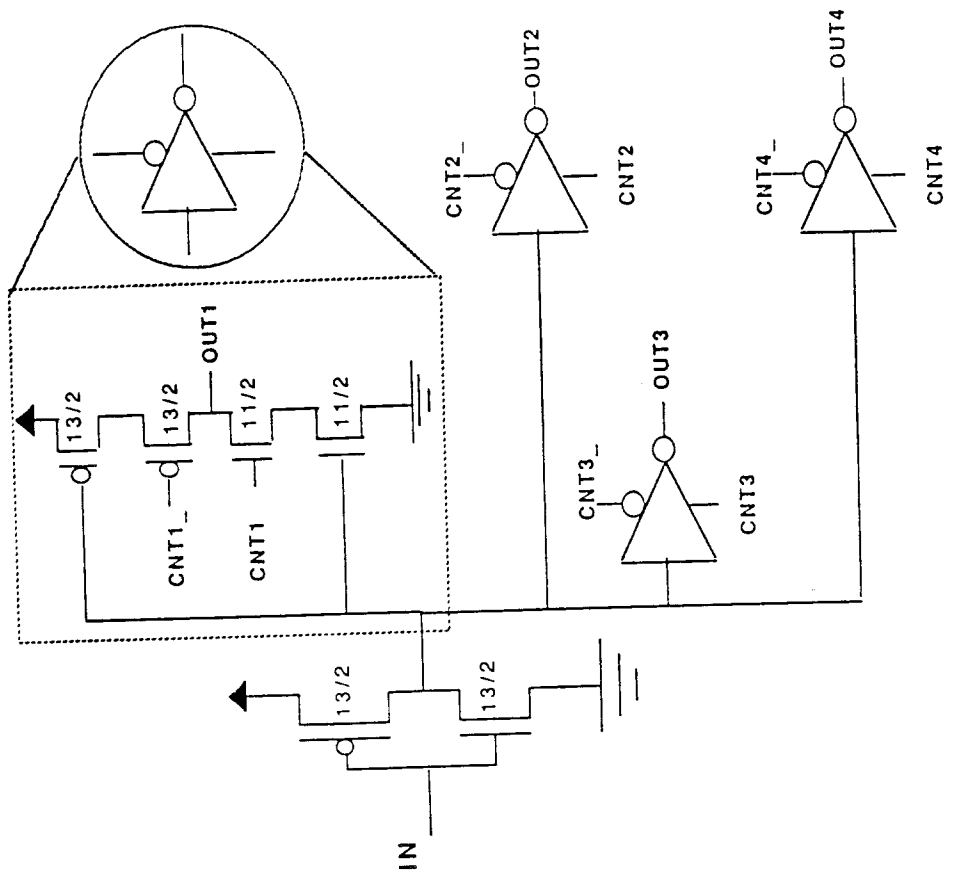 OUT4
OUT2
CNT2_
CNT4_
CNT2
CNT4
OUT1
13/2
13/2
11/2
11/2
OUT3
CNT3_
CNT3
CNT1_
CNT1
13/2
13/2
IN